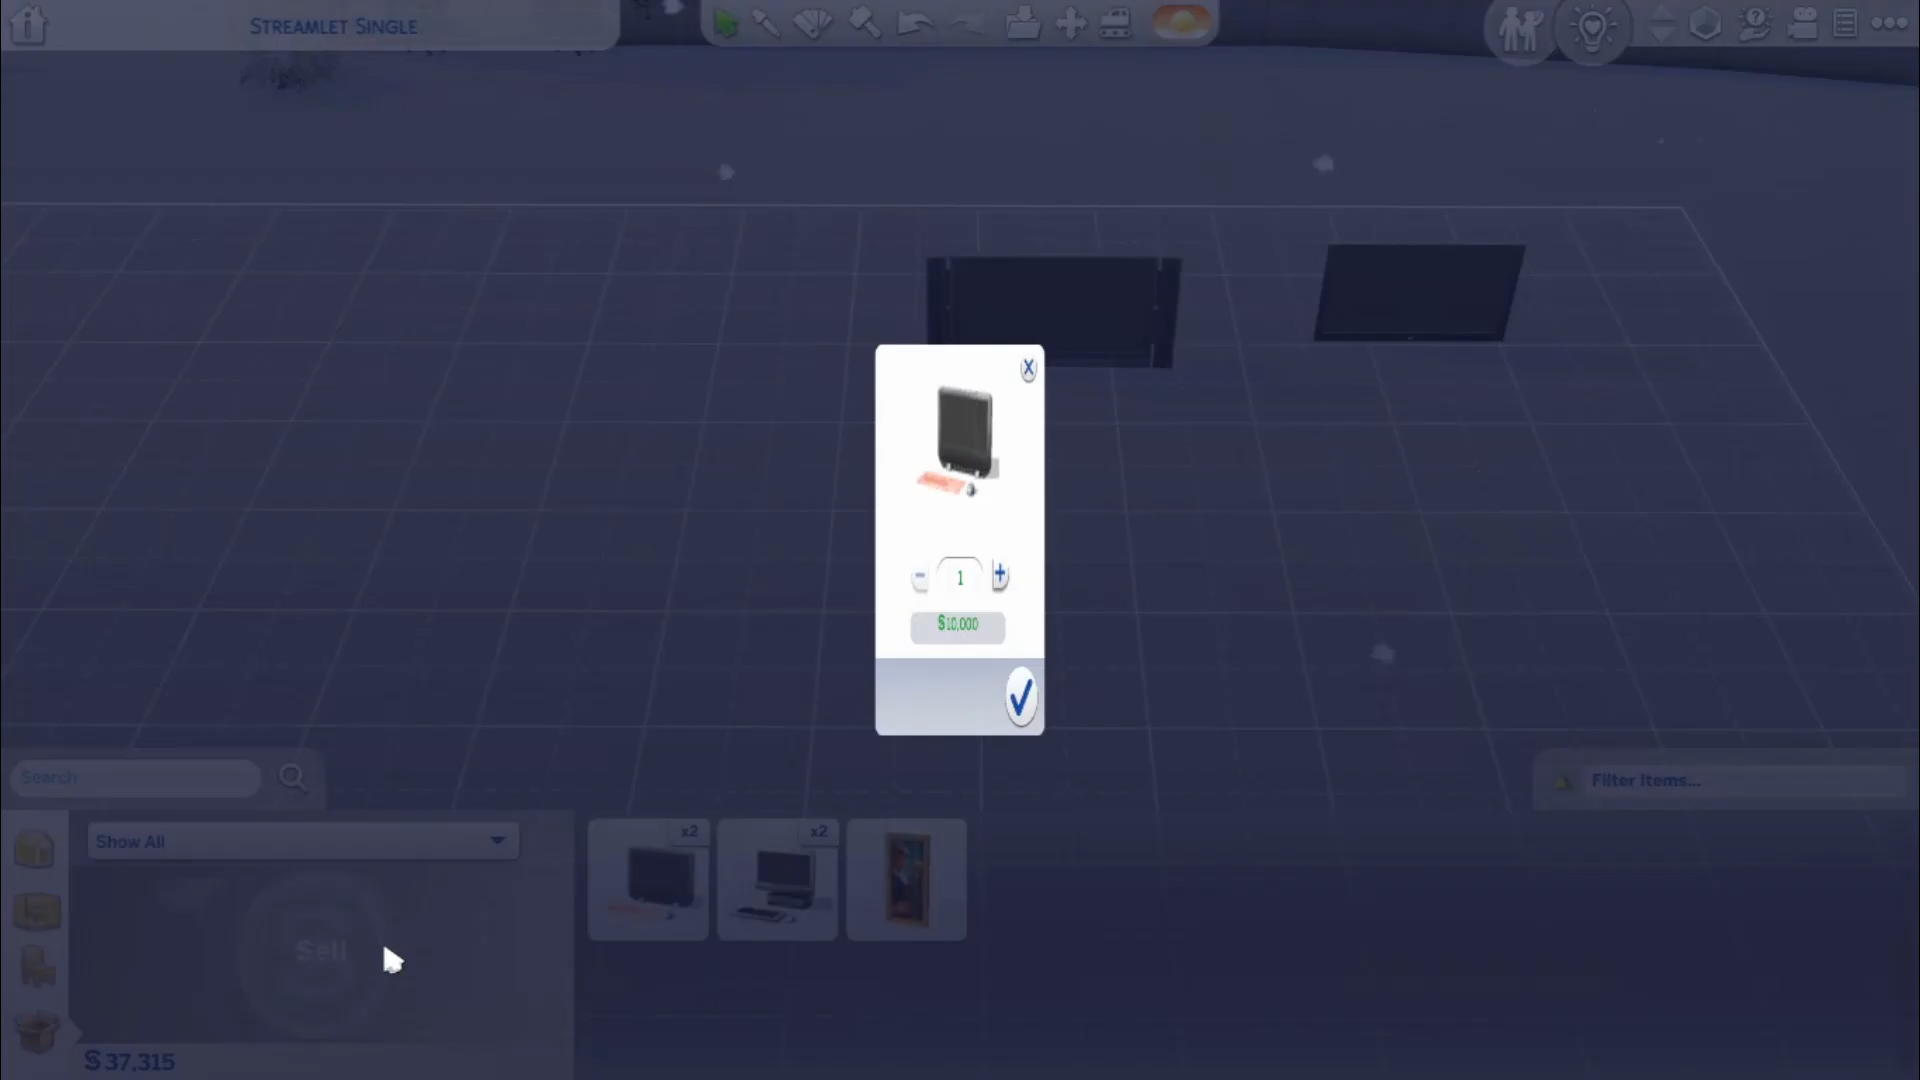 STREAMLET SINGLE
X
- 1 +
§10,000
Search
Filter Items...
Show All
x2
x2
Sell
§37,315